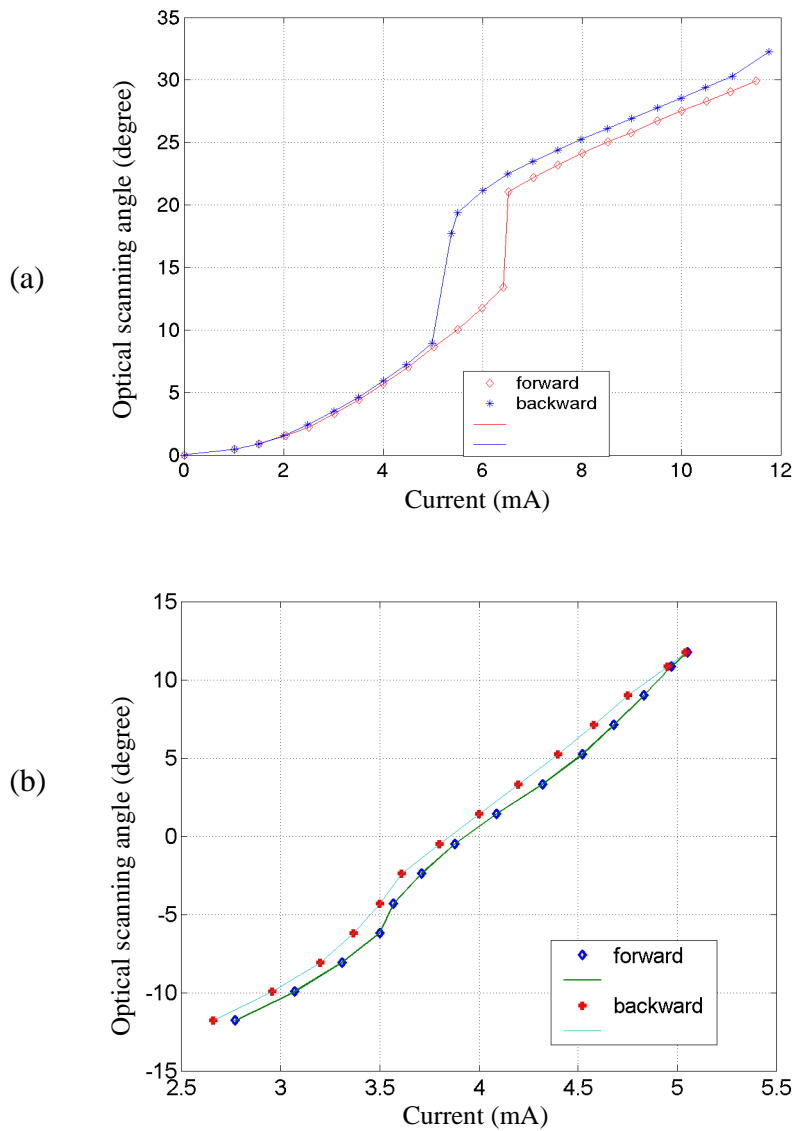 (a)
Optical scanning angle (degree)
35
30
25
20
15
10
5
0
0 2 4 6 8 10 12
Current (mA)
forward
backward
(b)
Optical scanning angle (degree)
15
10
5
0
-5
-10
-15
2.5 3 3.5 4 4.5 5 5.5
Current (mA)
forward
backward